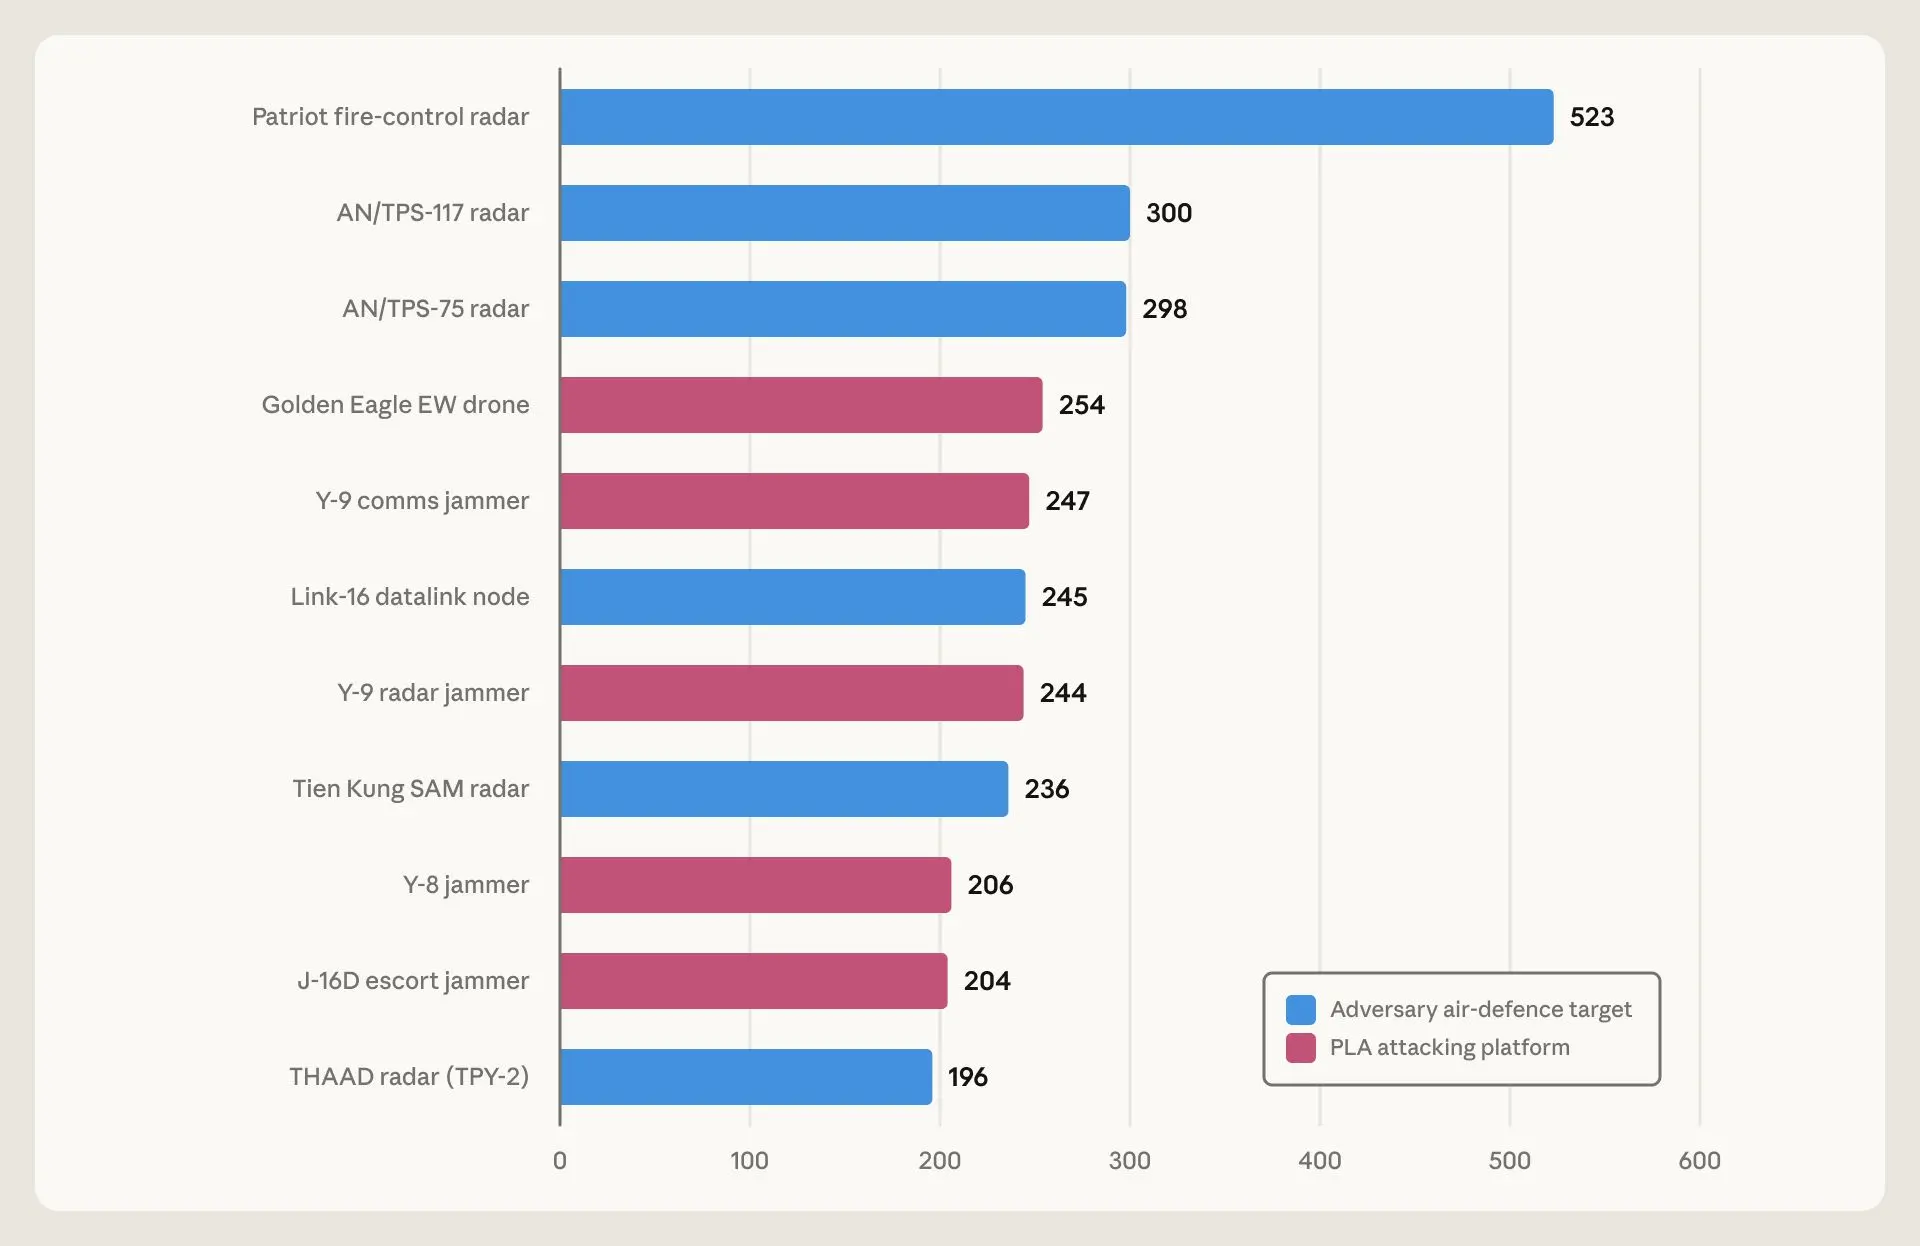 Patriot fire-control radar 523
AN/TPS-117 radar 300
AN/TPS-75 radar 298
Golden Eagle EW drone 254
Y-9 comms jammer 247
Link-16 datalink node 245
Y-9 radar jammer 244
Tien Kung SAM radar 236
Y-8 jammer 206
J-16D escort jammer 204
Adversary air-defence target
PLA attacking platform
THAAD radar (TPY-2) 196
0 100 200 300 400 500 600